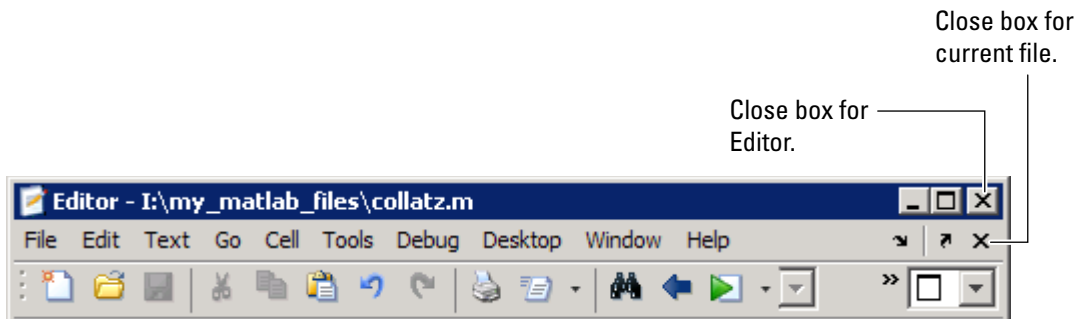 Close box for
current file.
Close box for
Editor.
Editor - I:\my_matlab_files\collatz.m
File Edit Text Go Cell Tools Debug Desktop Window Help